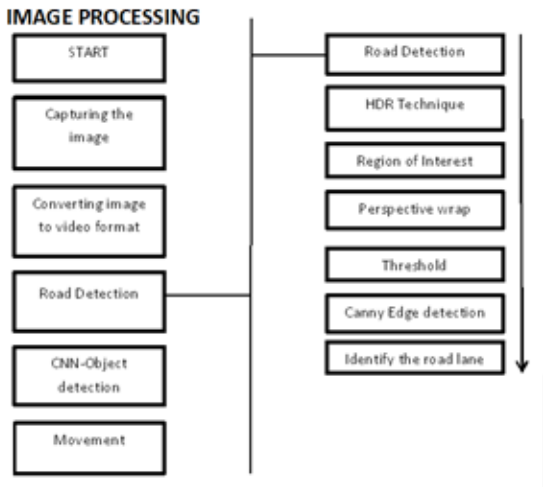 IMAGE PROCESSING
START
Capturing the
image
Converting image
to video format
Road Detection
CNN-Object
detection
Movement
Road Detection
HDR Technique
Region of Interest
Perspective wrap
Threshold
Canny Edge detection
Identify the road lane